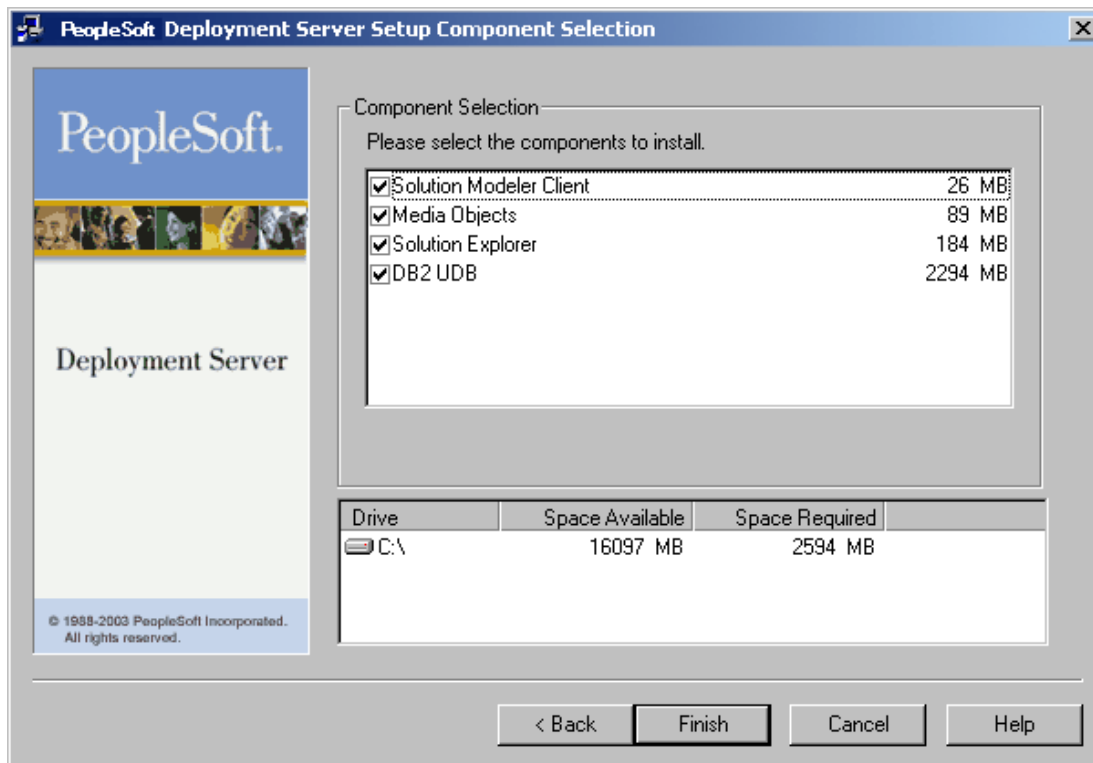 PeopleSoft Deployment Server Setup Component Selection
PeopleSoft.
Deployment Server
© 1988-2003 PeopleSoft Incorporated.
All rights reserved.
Component Selection
Please select the components to install.
Solution Modeler Client 26 MB
Media Objects 89 MB
Solution Explorer 184 MB
DB2 UDB 2294 MB
Drive Space Available Space Required
C:\ 16097 MB 2594 MB
< Back Finish Cancel Help